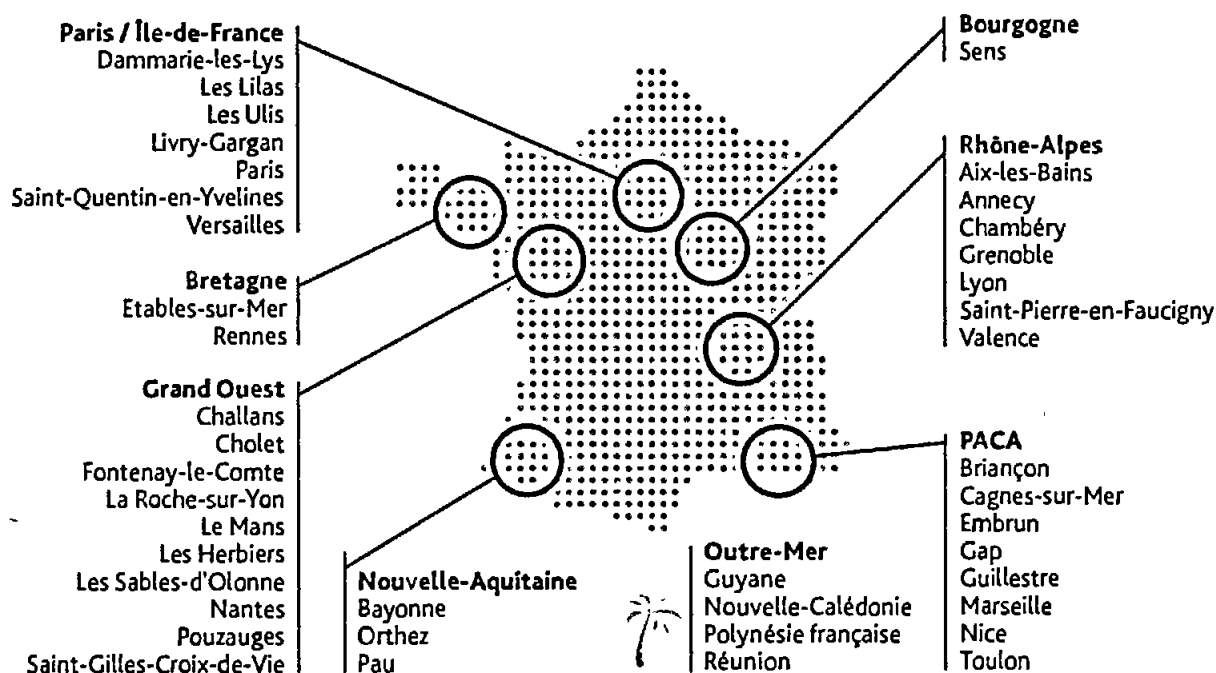 Paris / Île-de-France
Dammarie-les-Lys
Les Lilas
Les Ulis
Livry-Gargan
Paris
Saint-Quentin-en-Yvelines
Versailles
Bretagne
Etables-sur-Mer
Rennes
Grand Ouest
Challans
Cholet
Fontenay-le-Comte
La Roche-sur-Yon
Le Mans
Les Herbiers
Les Sables-d'Olonne
Nantes
Pouzauges
Saint-Gilles-Croix-de-Vie
Nouvelle-Aquitaine
Bayonne
Orthez
Pau
Outre-Mer
Guyane
Nouvelle-Calédonie
Polynésie française
Réunion
Bourgogne
Sens
Rhône-Alpes
Aix-les-Bains
Annecy
Chambéry
Grenoble
Lyon
Saint-Pierre-en-Faucigny
Valence
PACA
Briançon
Cagnes-sur-Mer
Embrun
Gap
Guillestre
Marseille
Nice
Toulon